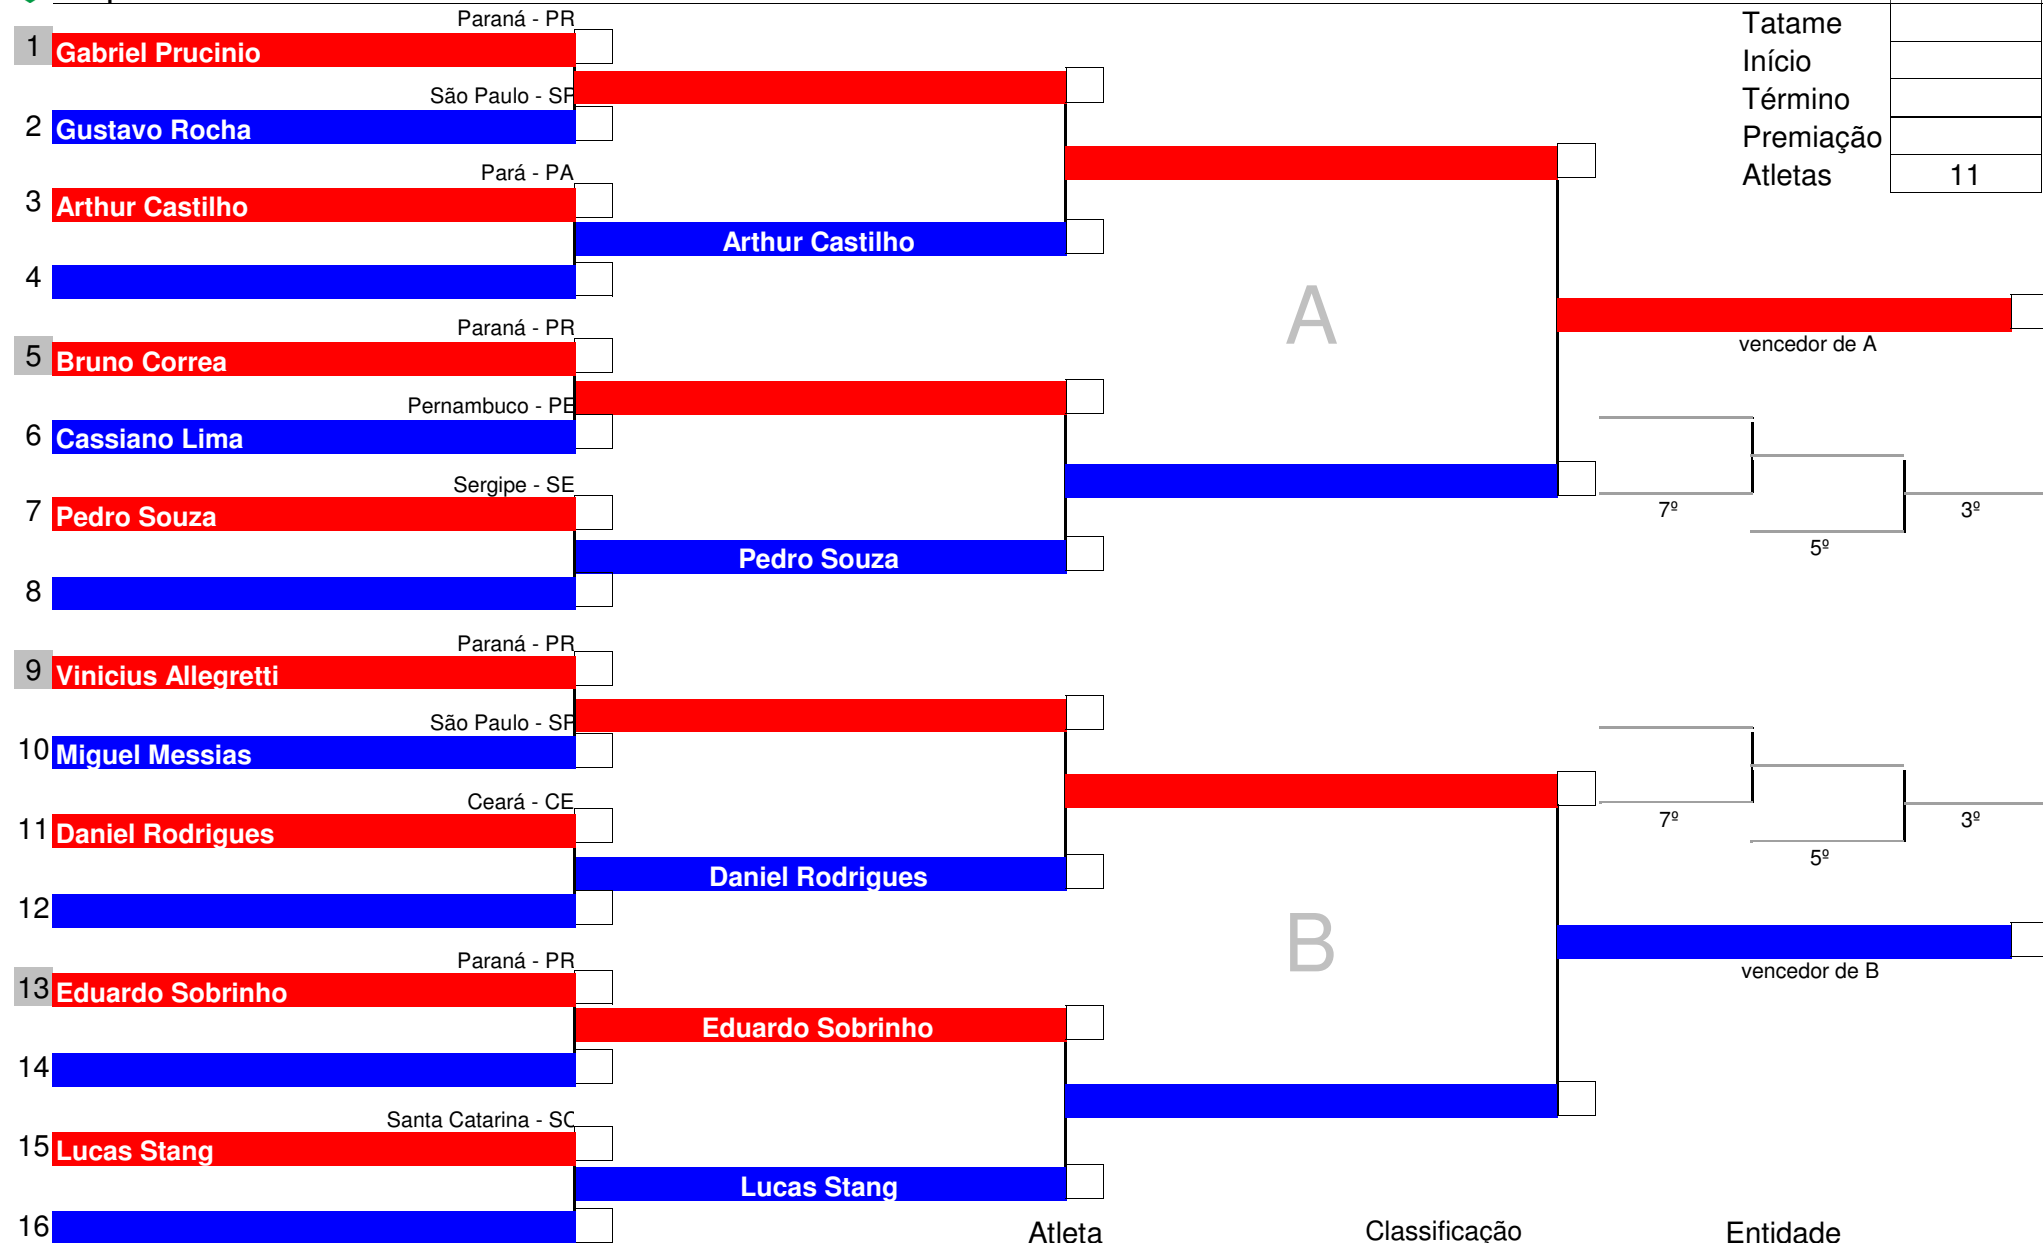 Paraná - PR
1 Gabriel Prucinio
São Paulo - SP
2 Gustavo Rocha
Pará - PA
3 Arthur Castilho
Arthur Castilho
4
Paraná - PR
5 Bruno Correa
Pernambuco - PE
6 Cassiano Lima
Sergipe - SE
7 Pedro Souza
Pedro Souza
8
Paraná - PR
9 Vinicius Allegretti
São Paulo - SP
10 Miguel Messias
Ceará - CE
11 Daniel Rodrigues
Daniel Rodrigues
12
Paraná - PR
13 Eduardo Sobrinho
Eduardo Sobrinho
14
Santa Catarina - SC
15 Lucas Stang
Lucas Stang
16
A
B
Tatame
Início
Término
Premiação
Atletas 11
vencedor de A
7º
3º
5º
7º
3º
5º
vencedor de B
Atleta Classificação Entidade